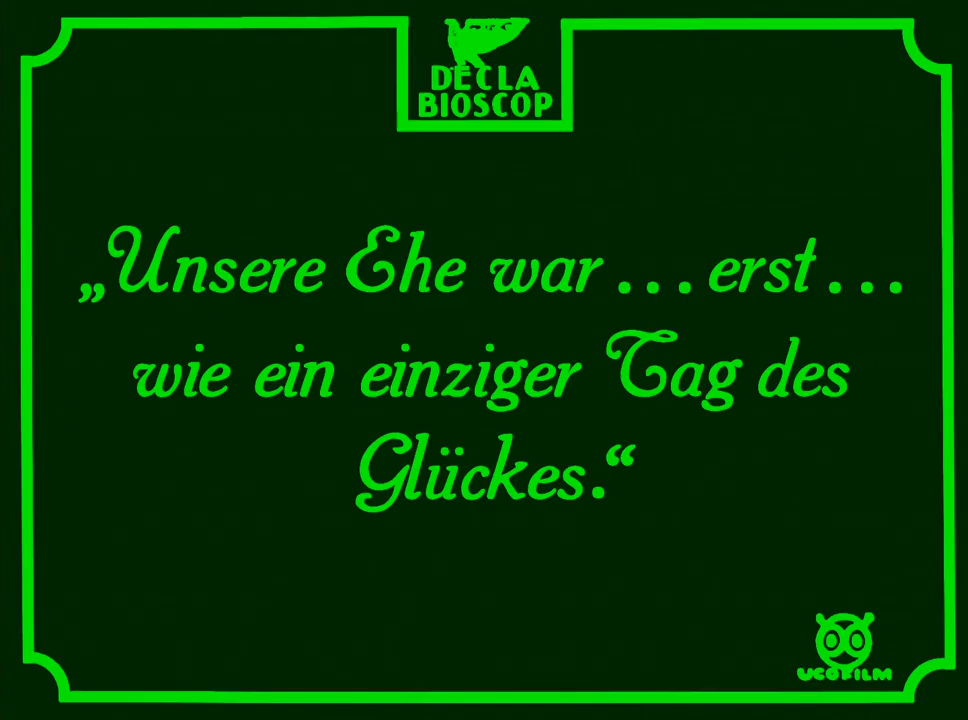 DECLA
BIOSCOP
„Unsere Ehe war ... erst ...
wie ein einziger Tag des
Glückes.“
UCOFILM